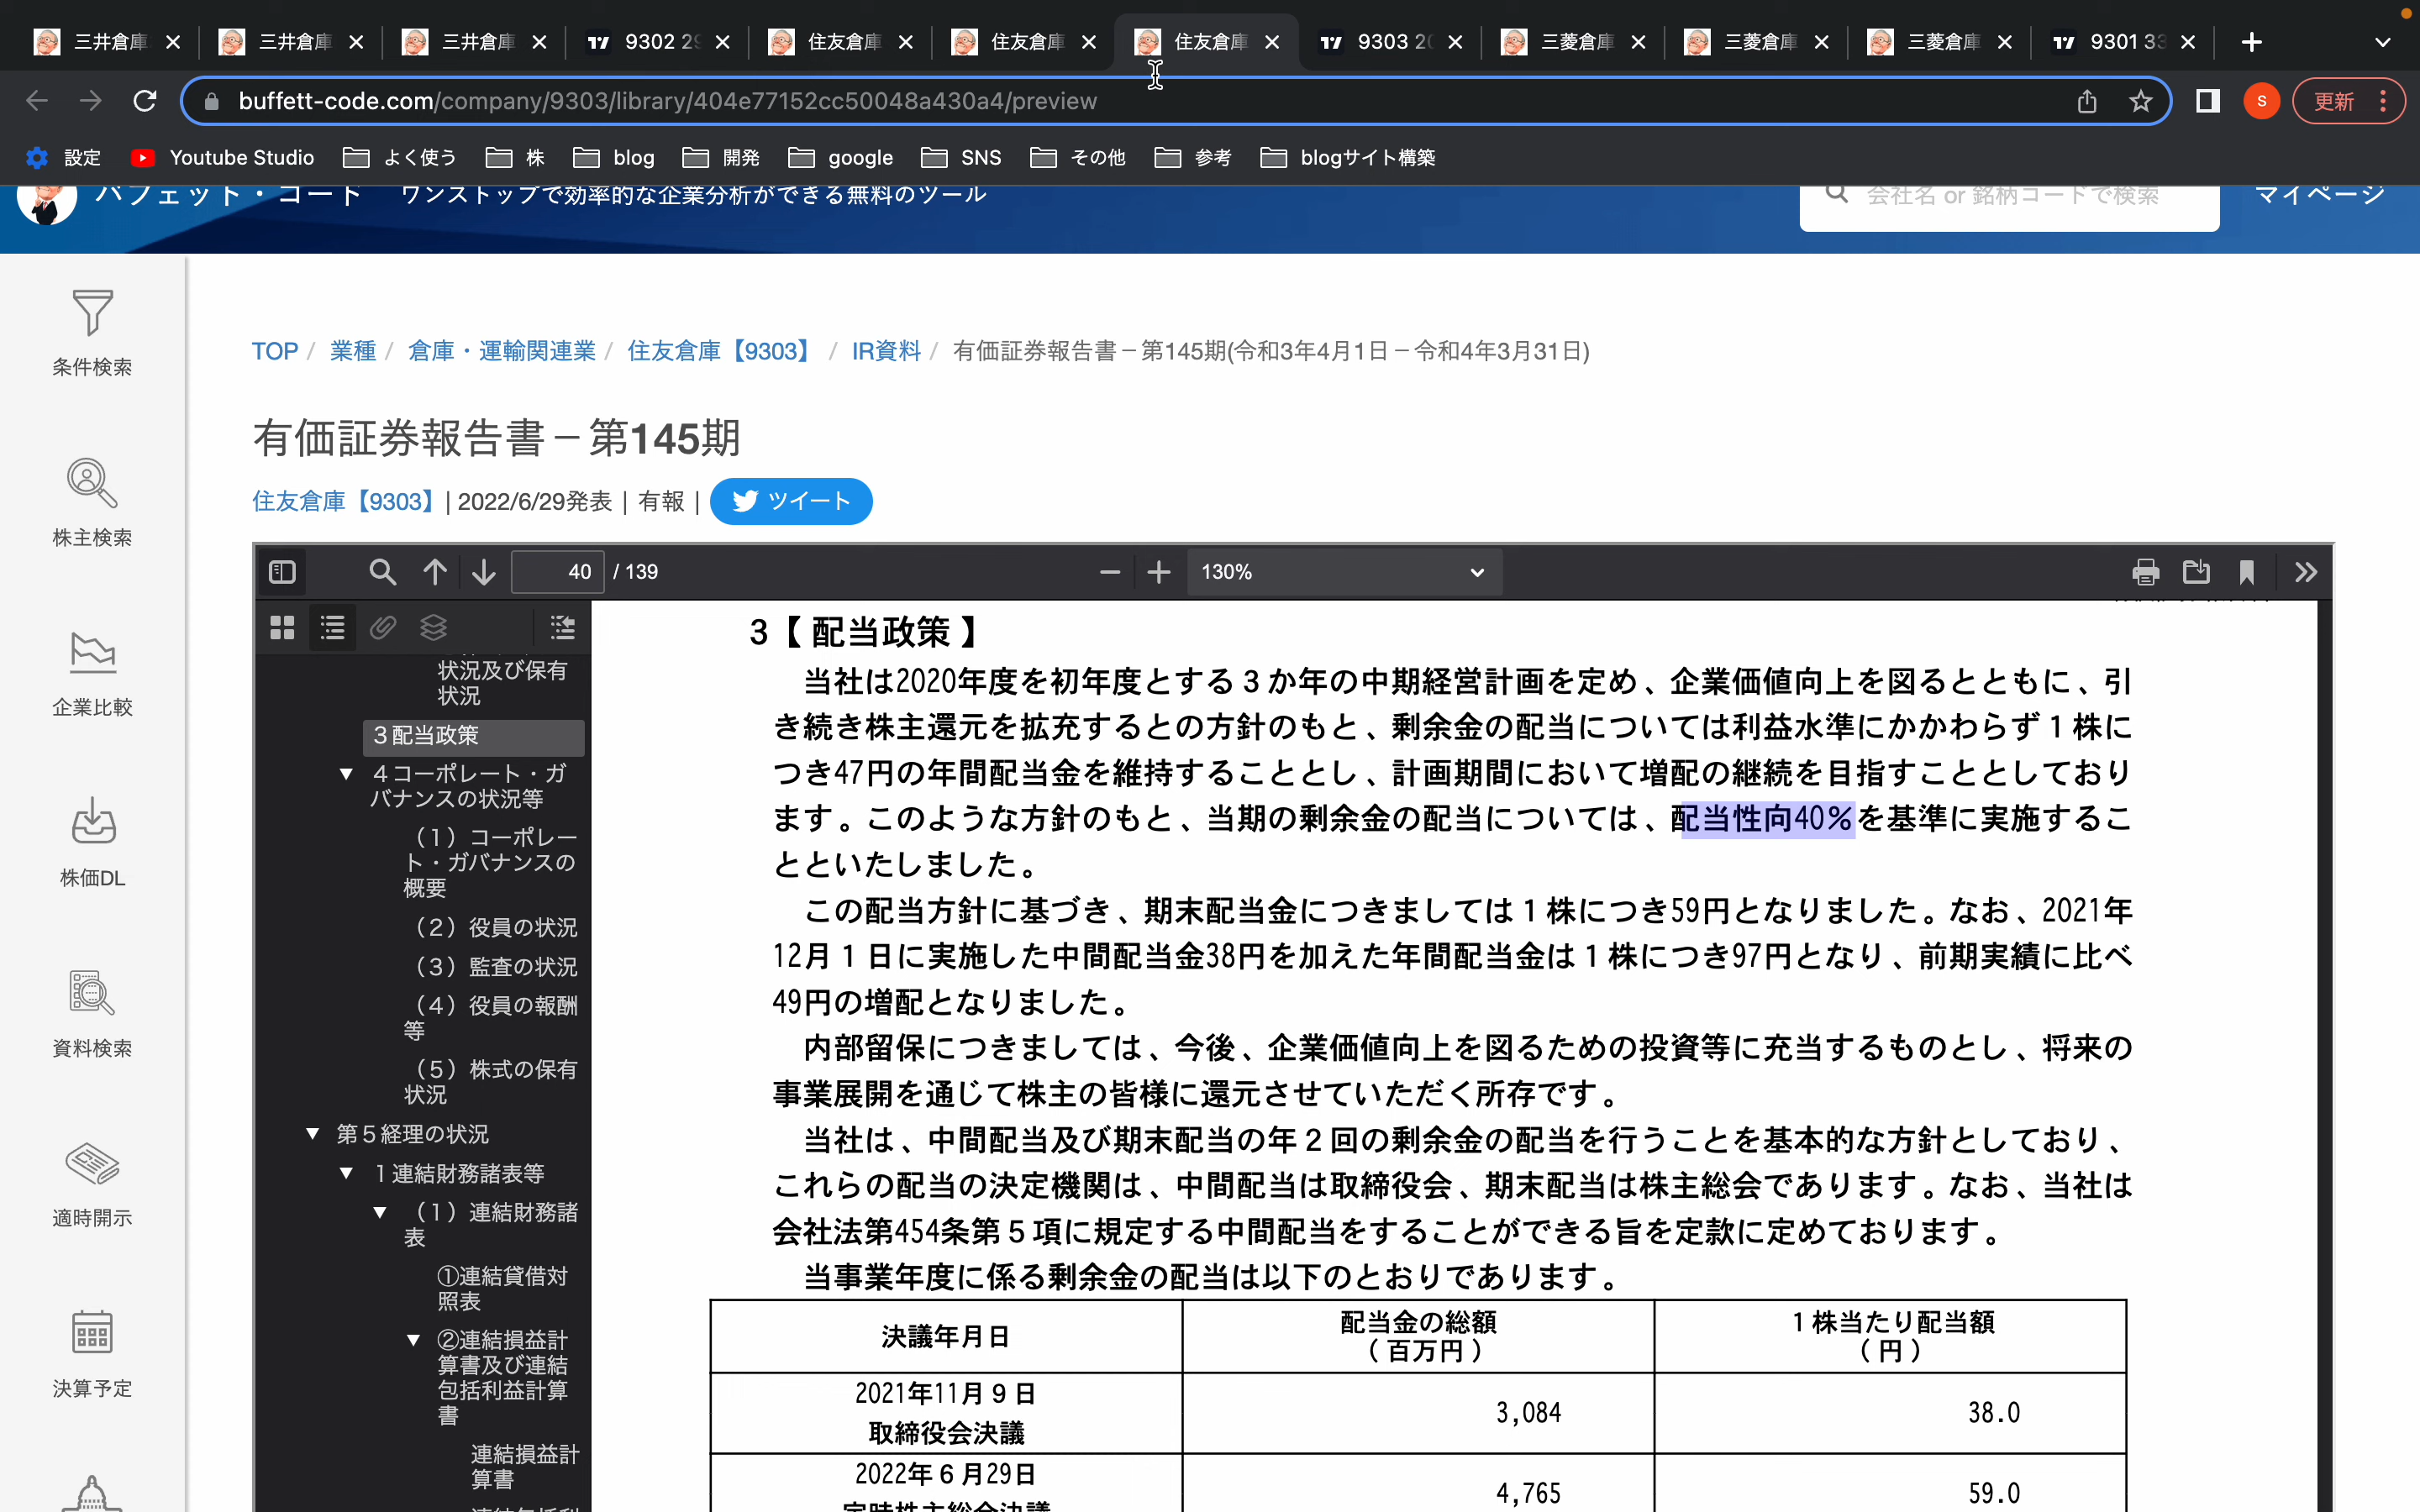 三井倉庫
三井倉庫
三井倉庫
9302 29
住友倉庫
住友倉庫
住友倉庫
9303 20
三菱倉庫
三菱倉庫
三菱倉庫
9301 33
buffett-code.com/company/9303/library/404e77152cc50048a430a4/preview
S
更新
設定
Youtube Studio
よく使う
株
blog
開発
google
SNS
その他
参考
blogサイト構築
バフェット・コード
ワンストップで効率的な企業分析ができる無料のツール
会社名 or 銘柄コードで検索
マイページ
条件検索
株主検索
企業比較
株価DL
資料検索
適時開示
決算予定
TOP / 業種 / 倉庫・運輸関連業 / 住友倉庫【9303】 / IR資料 / 有価証券報告書－第145期(令和3年4月1日－令和4年3月31日)
有価証券報告書－第145期
住友倉庫【9303】| 2022/6/29発表 | 有報 |
ツイート
40 / 139
130%
状況及び保有
状況
３配当政策
４コーポレート・ガ
バナンスの状況等
（１）コーポレー
ト・ガバナンスの
概要
（２）役員の状況
（３）監査の状況
（４）役員の報酬
等
（５）株式の保有
状況
第５経理の状況
１連結財務諸表等
（１）連結財務諸
表
①連結貸借対
照表
②連結損益計
算書及び連結
包括利益計算
書
連結損益計
算書
3【 配当政策 】
当社は2020年度を初年度とする３か年の中期経営計画を定め、企業価値向上を図るとともに、引
き続き株主還元を拡充するとの方針のもと、剰余金の配当については利益水準にかかわらず１株に
つき47円の年間配当金を維持することとし、計画期間において増配の継続を目指すこととしており
ます。このような方針のもと、当期の剰余金の配当については、配当性向40％を基準に実施するこ
とといたしました。
この配当方針に基づき、期末配当金につきましては１株につき59円となりました。なお、2021年
12月１日に実施した中間配当金38円を加えた年間配当金は１株につき97円となり、前期実績に比べ
49円の増配となりました。
内部留保につきましては、今後、企業価値向上を図るための投資等に充当するものとし、将来の
事業展開を通じて株主の皆様に還元させていただく所存です。
当社は、中間配当及び期末配当の年２回の剰余金の配当を行うことを基本的な方針としており、
これらの配当の決定機関は、中間配当は取締役会、期末配当は株主総会であります。なお、当社は
会社法第454条第５項に規定する中間配当をすることができる旨を定款に定めております。
当事業年度に係る剰余金の配当は以下のとおりであります。
決議年月日
配当金の総額
（百万円）
１株当たり配当額
（円）
2021年11月９日
取締役会決議
3,084
38.0
2022年６月29日
定時株主総会決議
4,765
59.0